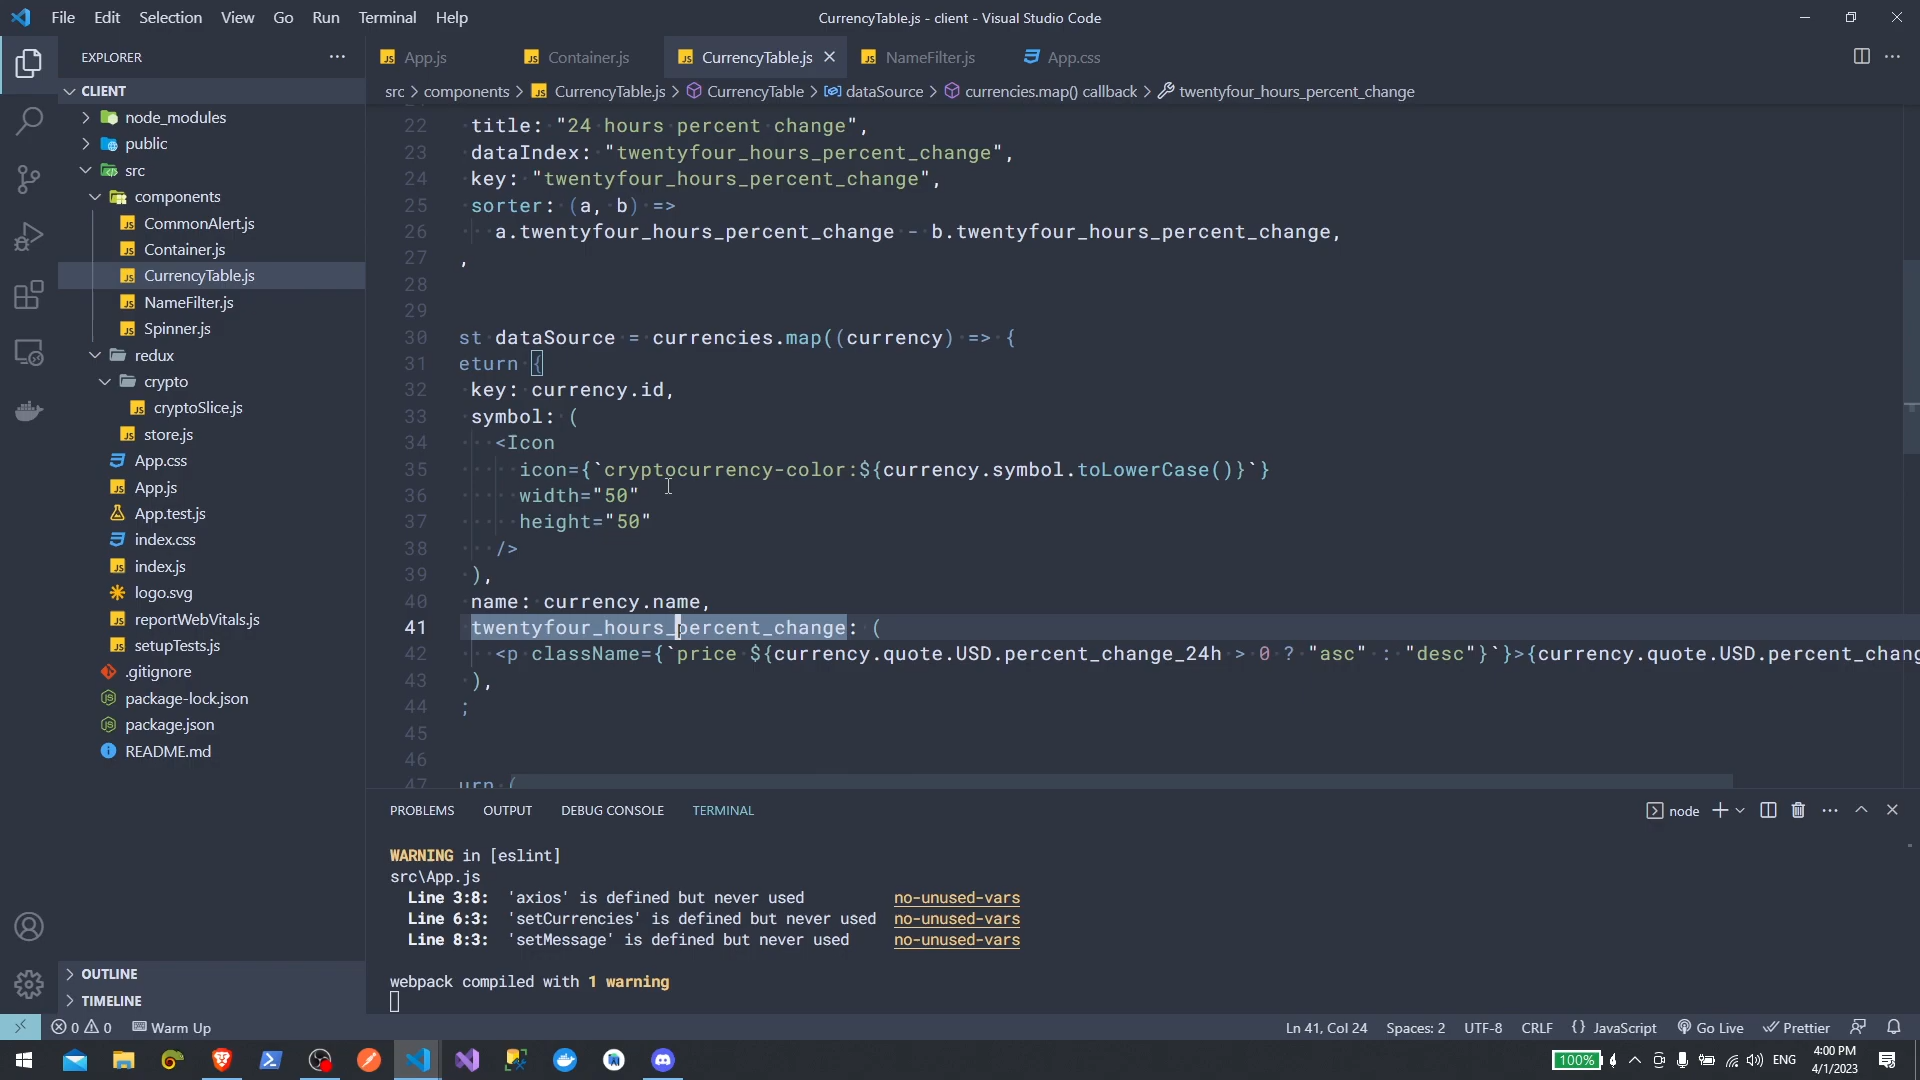 File Edit Selection View Go Run Terminal Help
CurrencyTable.js - client - Visual Studio Code
EXPLORER
CLIENT
node_modules
public
src
components
CommonAlert.js
Container.js
CurrencyTable.js
NameFilter.js
Spinner.js
redux
crypto
cryptoSlice.js
store.js
App.css
App.js
App.test.js
index.css
index.js
logo.svg
reportWebVitals.js
setupTests.js
.gitignore
package-lock.json
package.json
README.md
OUTLINE
TIMELINE
App.js Container.js CurrencyTable.js NameFilter.js App.css
src > components > CurrencyTable.js > CurrencyTable > dataSource > currencies.map() callback > twentyfour_hours_percent_change
22 title: "24 hours percent change",
23 dataIndex: "twentyfour_hours_percent_change",
24 key: "twentyfour_hours_percent_change",
25 sorter: (a, b) =>
26 a.twentyfour_hours_percent_change - b.twentyfour_hours_percent_change,
27 ,
28
29
30 st dataSource = currencies.map((currency) => {
31 eturn {
32 key: currency.id,
33 symbol: (
34 <Icon
35 icon={`cryptocurrency-color:${currency.symbol.toLowerCase()}`}
36 width="50"
37 height="50"
38 />
39 ),
40 name: currency.name,
41 twentyfour_hours_percent_change: (
42 <p className={`price ${currency.quote.USD.percent_change_24h > 0 ? "asc" : "desc"}`}>{currency.quote.USD.percent_chang
43 ),
44 ;
45
46
47 urn (
PROBLEMS OUTPUT DEBUG CONSOLE TERMINAL
node
WARNING in [eslint]
src\App.js
Line 3:8: 'axios' is defined but never used no-unused-vars
Line 6:3: 'setCurrencies' is defined but never used no-unused-vars
Line 8:3: 'setMessage' is defined but never used no-unused-vars
webpack compiled with 1 warning
0 0 Warm Up
Ln 41, Col 24 Spaces: 2 UTF-8 CRLF {} JavaScript Go Live Prettier
100% ENG
4:00 PM
4/1/2023